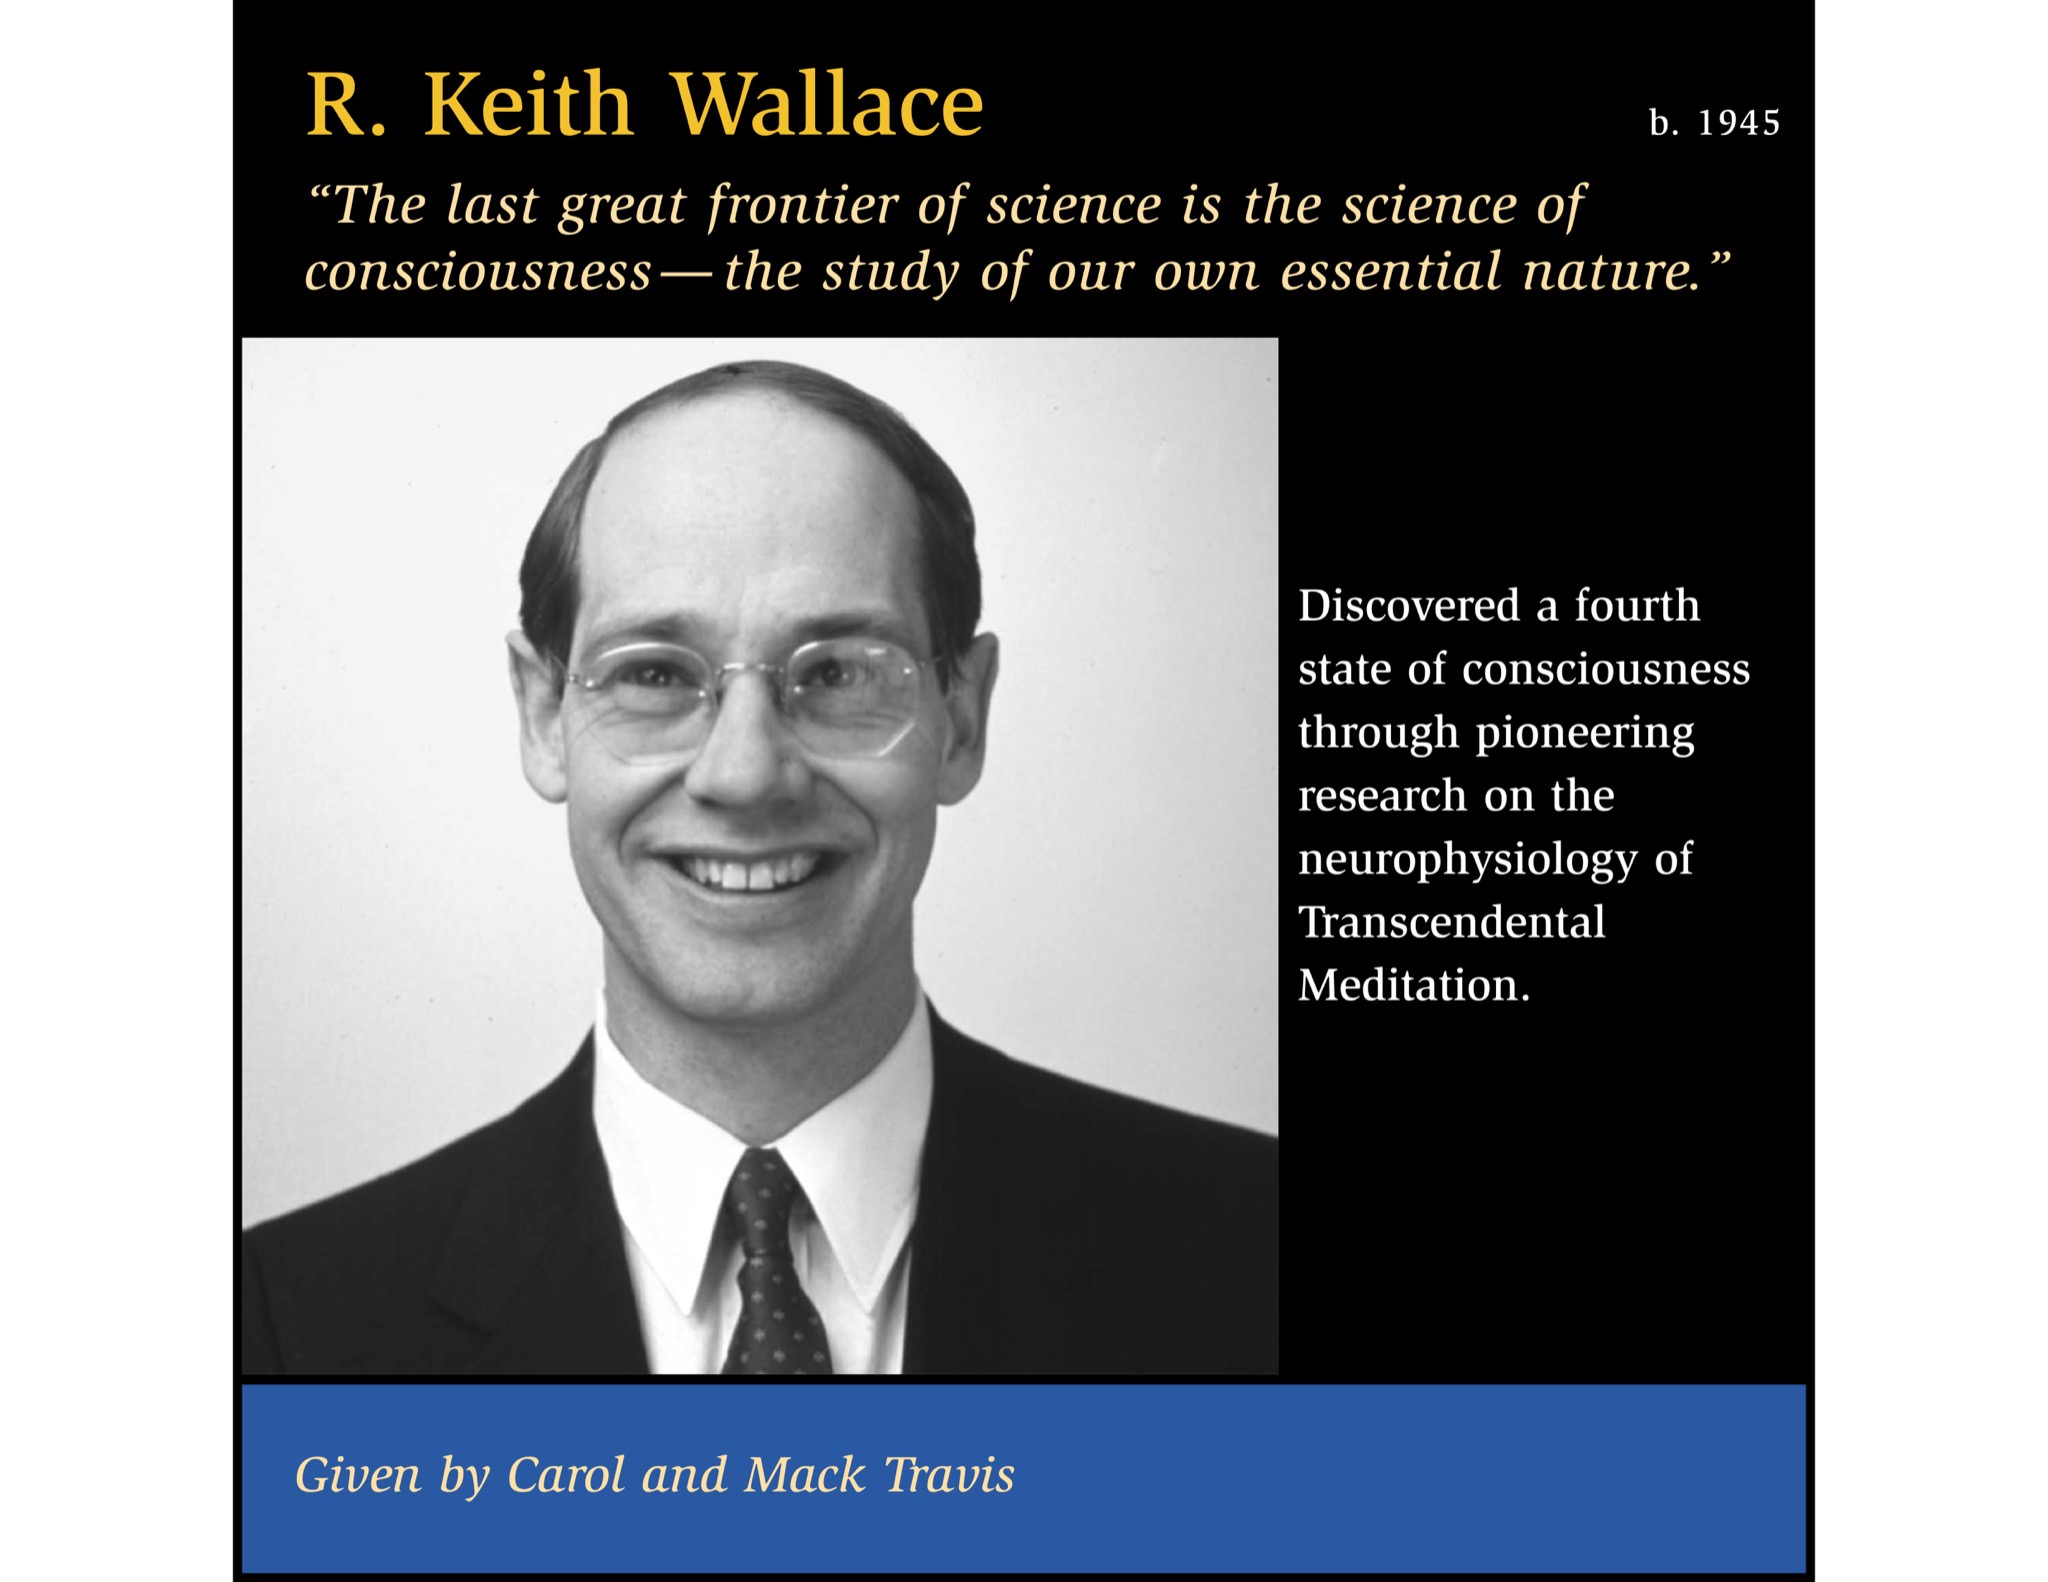 R. Keith Wallace
b. 1945
“The last great frontier of science is the science of
consciousness—the study of our own essential nature.”
Discovered a fourth
state of consciousness
through pioneering
research on the
neurophysiology of
Transcendental
Meditation.
Given by Carol and Mack Travis